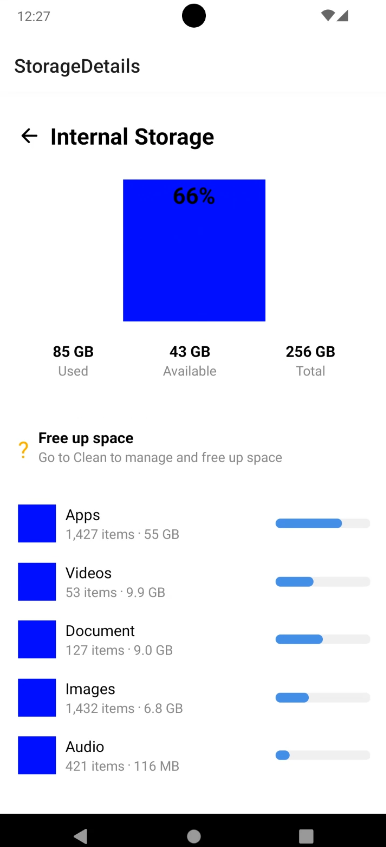 12:27
StorageDetails
Internal Storage
66%
85 GB 43 GB 256 GB
Used Available Total
Free up space
? Go to Clean to manage and free up space
Apps
1,427 items · 55 GB
Videos
53 items · 9.9 GB
Document
127 items · 9.0 GB
Images
1,432 items · 6.8 GB
Audio
421 items · 116 MB